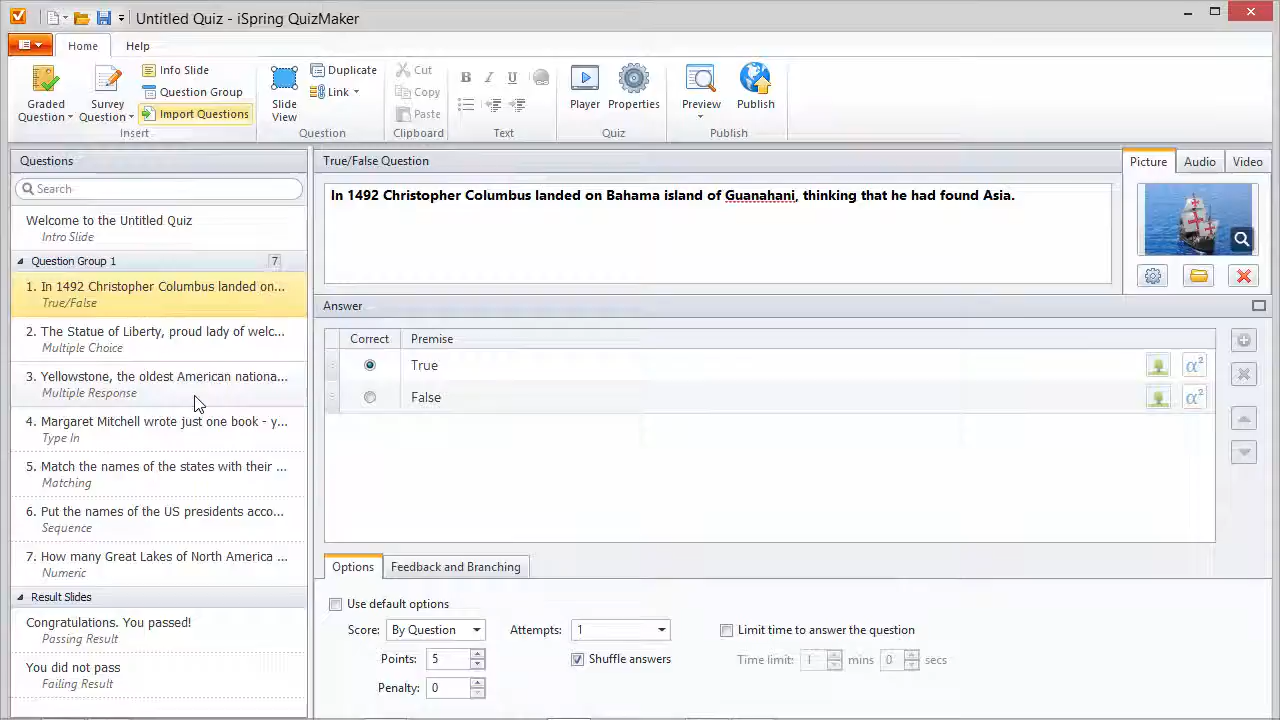 Untitled Quiz - iSpring QuizMaker
Home Help
Graded Question
Survey Question
Info Slide
Question Group
Import Questions
Insert
Slide View
Duplicate
Link
Question
Cut
Copy
Paste
Clipboard
B I U
Text
Player
Properties
Quiz
Preview
Publish
Publish
Questions
Search
Welcome to the Untitled Quiz
Intro Slide
Question Group 1 7
1. In 1492 Christopher Columbus landed on...
True/False
2. The Statue of Liberty, proud lady of welc...
Multiple Choice
3. Yellowstone, the oldest American nationa...
Multiple Response
4. Margaret Mitchell wrote just one book - y...
Type In
5. Match the names of the states with their ...
Matching
6. Put the names of the US presidents acco...
Sequence
7. How many Great Lakes of North America ...
Numeric
Result Slides
Congratulations. You passed!
Passing Result
You did not pass
Failing Result
True/False Question
In 1492 Christopher Columbus landed on Bahama island of Guanahani, thinking that he had found Asia.
Picture Audio Video
Answer
Correct Premise
True α²
False α²
Options Feedback and Branching
Use default options
Score: By Question Attempts: 1 Limit time to answer the question
Points: 5 Shuffle answers Time limit: 1 mins 0 secs
Penalty: 0